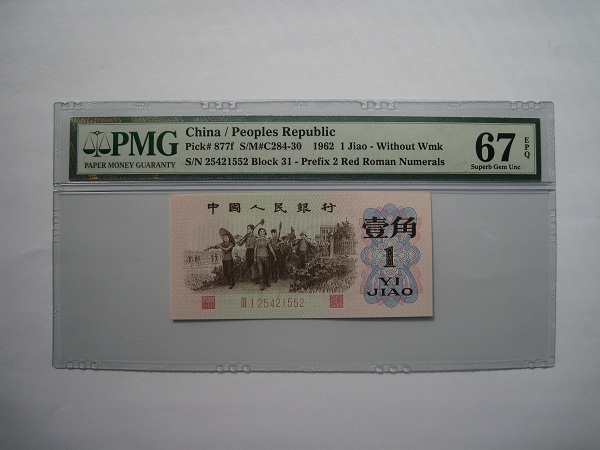 PMG
PAPER MONEY GUARANTY
China / Peoples Republic
Pick# 877f S/M#C284-30 1962 1 Jiao - Without Wmk
S/N 25421552 Block 31 - Prefix 2 Red Roman Numerals
67 EPQ
Superb Gem Unc
中國人民銀行
壹角
1
YI
JIAO
III I 25421552